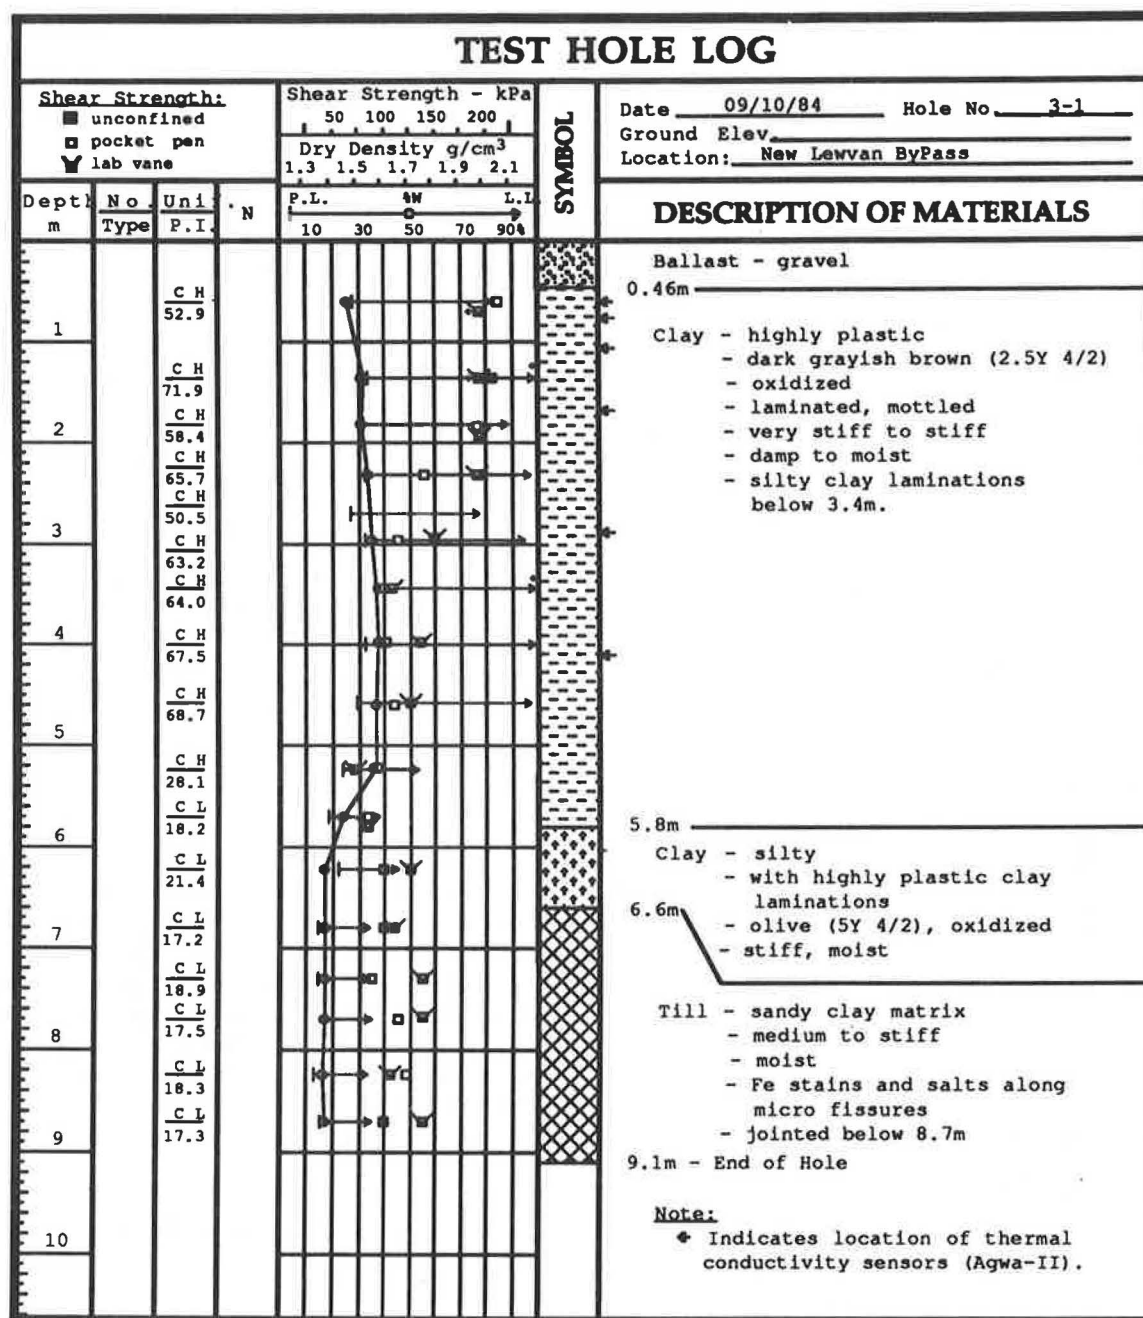 TEST HOLE LOG
Shear Strength:
unconfined
pocket pen
lab vane
Shear Strength - kPa
50 100 150 200
Dry Density g/cm³
1.3 1.5 1.7 1.9 2.1
SYMBOL
Date 09/10/84 Hole No. 3-1
Ground Elev.
Location: New Lewvan ByPass
Depth m
No. Type
Uni P.I.
N
P.L. %W L.L.
10 30 50 70 90%
DESCRIPTION OF MATERIALS
Ballast - gravel
0.46m
Clay - highly plastic
- dark grayish brown (2.5Y 4/2)
- oxidized
- laminated, mottled
- very stiff to stiff
- damp to moist
- silty clay laminations
below 3.4m.
5.8m
Clay - silty
- with highly plastic clay
laminations
6.6m
- olive (5Y 4/2), oxidized
- stiff, moist
Till - sandy clay matrix
- medium to stiff
- moist
- Fe stains and salts along
micro fissures
- jointed below 8.7m
9.1m - End of Hole
Note:
Indicates location of thermal
conductivity sensors (Agwa-II).
1
2
3
4
5
6
7
8
9
10
C H
52.9
C H
71.9
C H
58.4
C H
65.7
C H
50.5
C H
63.2
C H
64.0
C H
67.5
C H
68.7
C H
28.1
C L
18.2
C L
21.4
C L
17.2
C L
18.9
C L
17.5
C L
18.3
C L
17.3